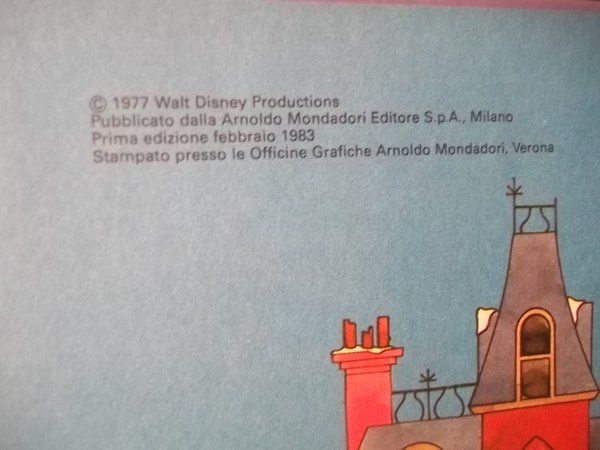 © 1977 Walt Disney Productions
Pubblicato dalla Arnoldo Mondadori Editore S.p.A., Milano
Prima edizione febbraio 1983
Stampato presso le Officine Grafiche Arnoldo Mondadori, Verona